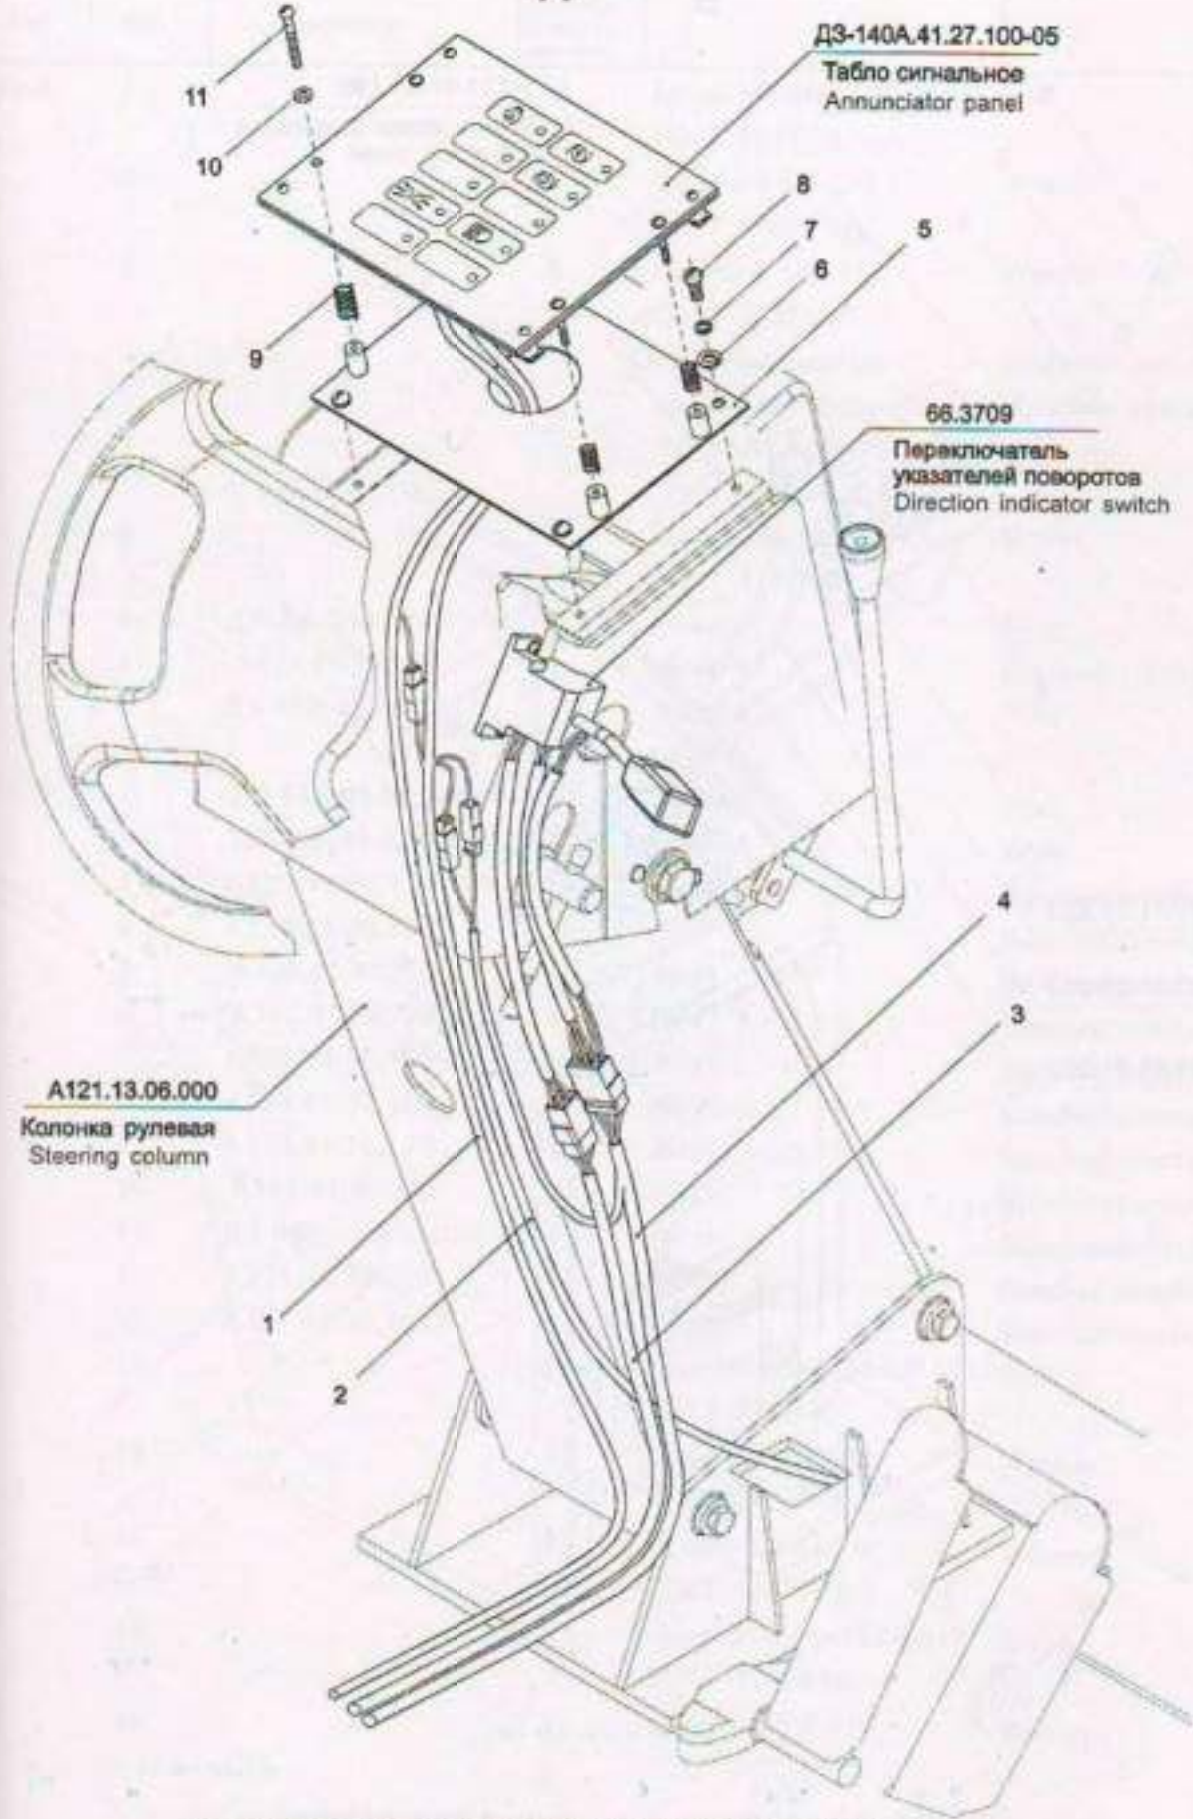 ДЗ-140А.41.27.100-05
Табло сигнальное
Annunciator panel
11
10
8
7
5
6
9
66.3709
Переключатель
указателей поворотов
Direction indicator switch
4
3
А121.13.06.000
Колонка рулевая
Steering column
1
2